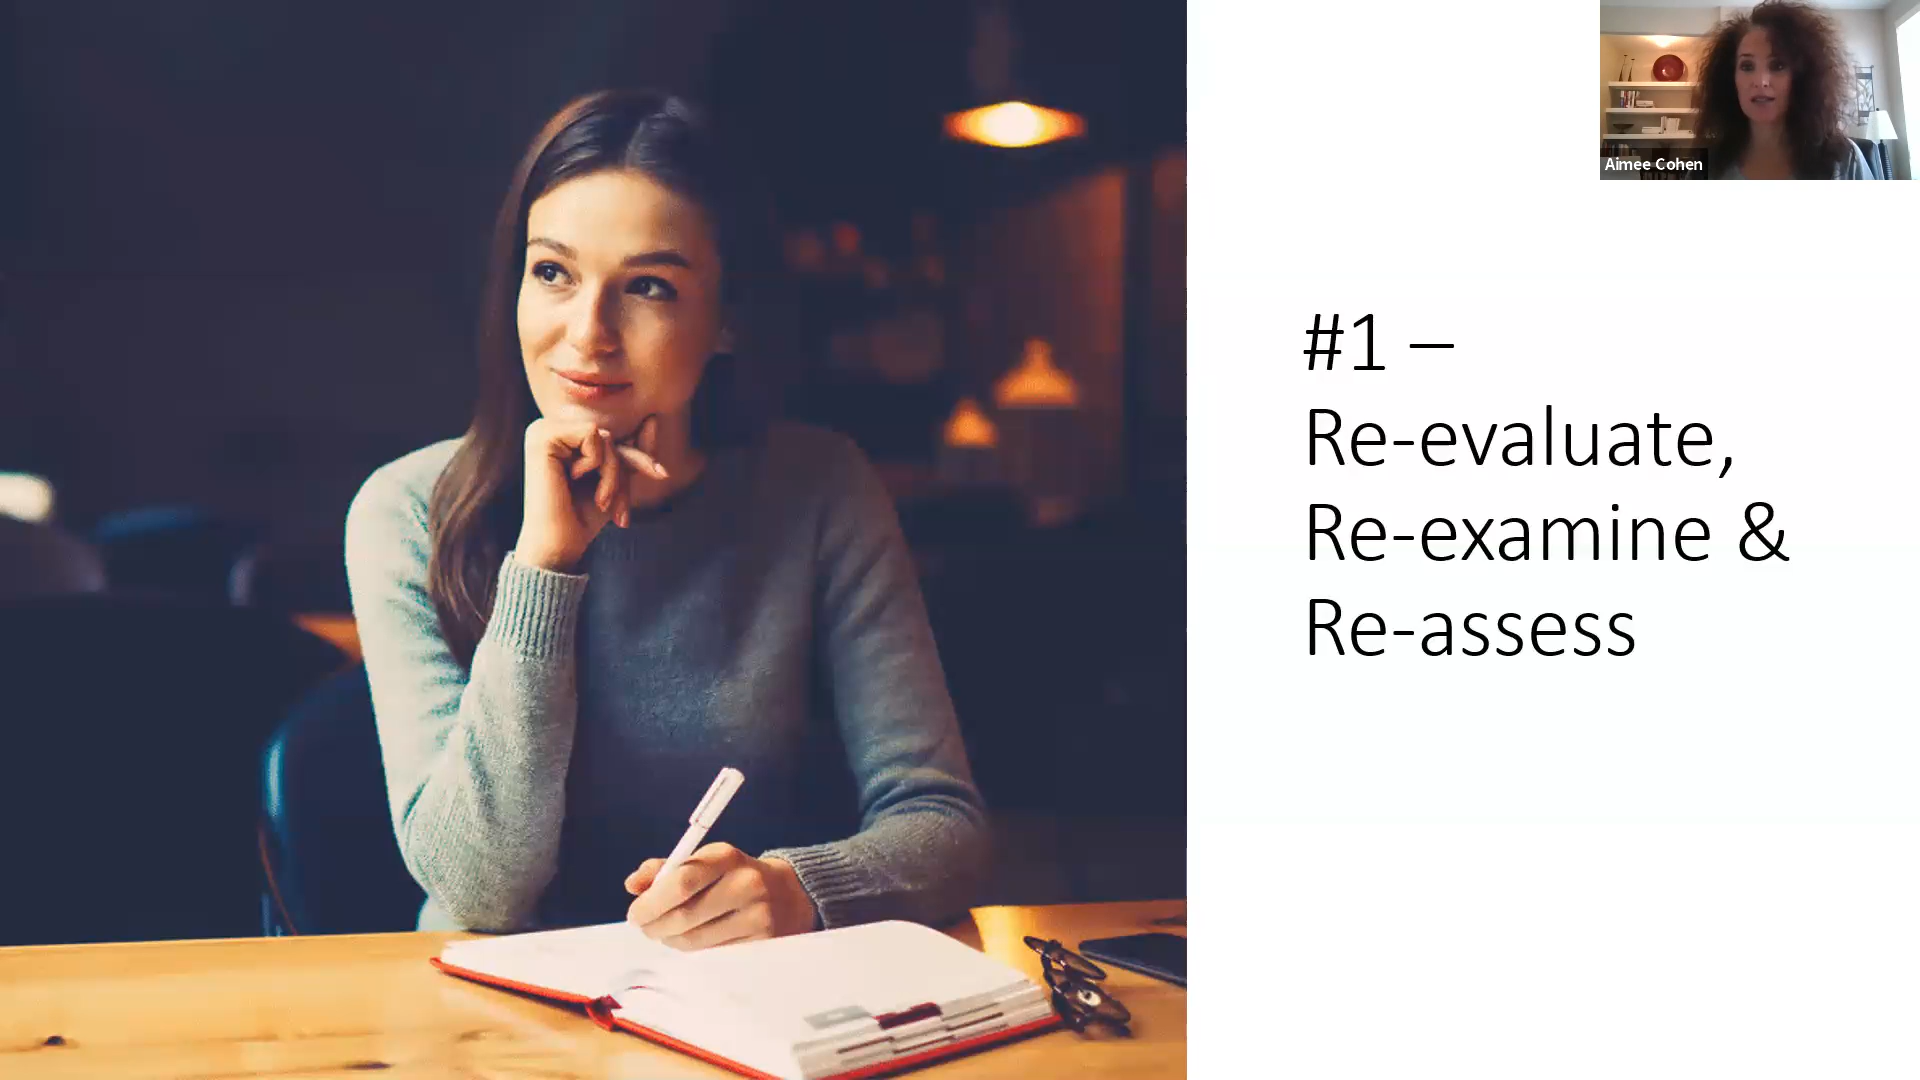 Aimee Cohen
#1 –
Re-evaluate,
Re-examine &
Re-assess